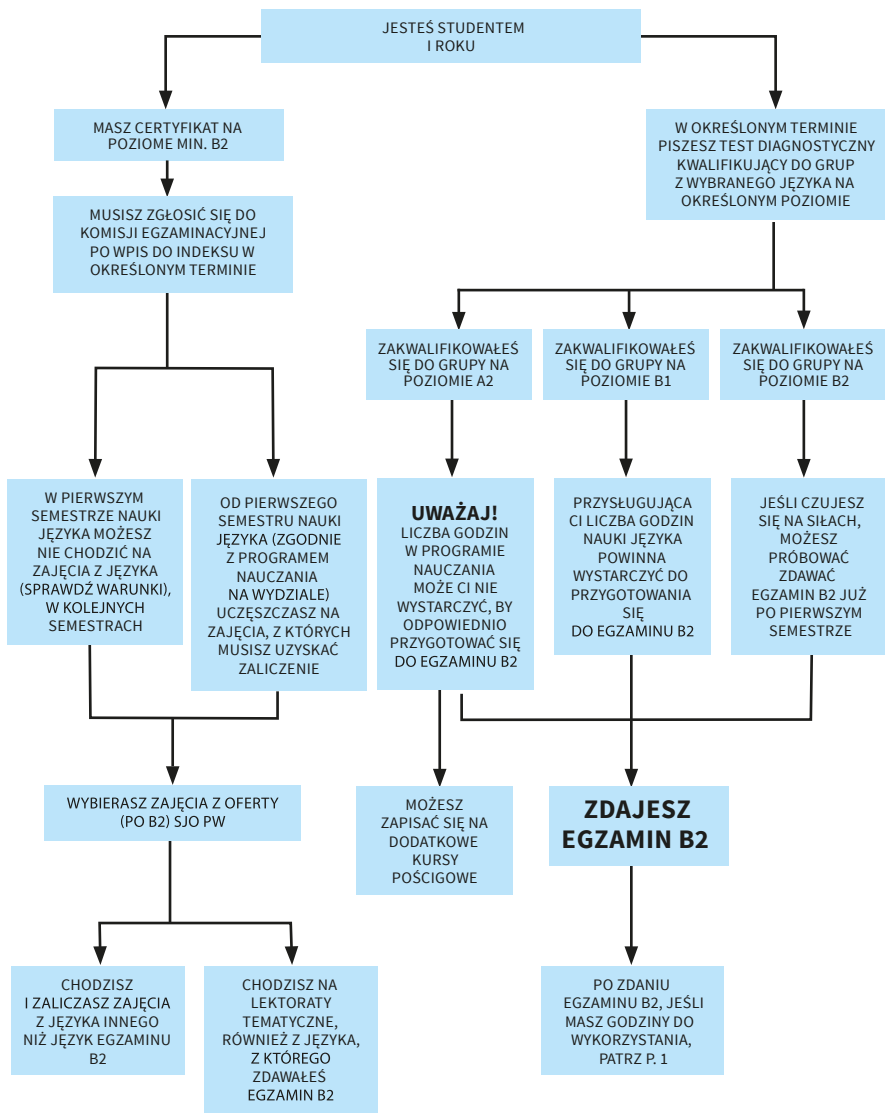 JESTEŚ STUDENTEM
I ROKU
MASZ CERTYFIKAT NA
POZIOME MIN. B2
W OKREŚLONYM TERMINIE
PISZESZ TEST DIAGNOSTYCZNY
KWALIFIKUJĄCY DO GRUP
Z WYBRANEGO JĘZYKA NA
OKREŚLONYM POZIOMIE
MUSISZ ZGŁOSIĆ SIĘ DO
KOMISJI EGZAMINACYJNEJ
PO WPIS DO INDEKSU W
OKREŚLONYM TERMINIE
ZAKWALIFIKOWAŁEŚ
SIĘ DO GRUPY NA
POZIOMIE A2
ZAKWALIFIKOWAŁEŚ
SIĘ DO GRUPY NA
POZIOMIE B1
ZAKWALIFIKOWAŁEŚ
SIĘ DO GRUPY NA
POZIOMIE B2
W PIERWSZYM
SEMESTRZE NAUKI
JĘZYKA MOŻESZ
NIE CHODZIĆ NA
ZAJĘCIA Z JĘZYKA
(SPRAWDŹ WARUNKI),
W KOLEJNYCH
SEMESTRACH
OD PIERWSZEGO
SEMESTRU NAUKI
JĘZYKA (ZGODNIE
Z PROGRAMEM
NAUCZANIA
NA WYDZIALE)
UCZĘSZCZASZ NA
ZAJĘCIA, Z KTÓRYCH
MUSISZ UZYSKAĆ
ZALICZENIE
UWAŻAJ!
LICZBA GODZIN
W PROGRAMIE
NAUCZANIA
MOŻE CI NIE
WYSTARCZYĆ, BY
ODPOWIEDNIO
PRZYGOTOWAĆ SIĘ
DO EGZAMINU B2
PRZYSŁUGUJĄCA
CI LICZBA GODZIN
NAUKI JĘZYKA
POWINNA
WYSTARCZYĆ DO
PRZYGOTOWANIA
SIĘ
DO EGZAMINU B2
JEŚLI CZUJESZ
SIĘ NA SIŁACH,
MOŻESZ
PRÓBOWAĆ
ZDAWAĆ
EGZAMIN B2 JUŻ
PO PIERWSZYM
SEMESTRZE
WYBIERASZ ZAJĘCIA Z OFERTY
(PO B2) SJO PW
MOŻESZ
ZAPISAĆ SIĘ NA
DODATKOWE
KURSY
POŚCIGOWE
ZDAJESZ
EGZAMIN B2
CHODZISZ
I ZALICZASZ ZAJĘCIA
Z JĘZYKA INNEGO
NIŻ JĘZYK EGZAMINU
B2
CHODZISZ NA
LEKTORATY
TEMATYCZNE,
RÓWNIEŻ Z JĘZYKA,
Z KTÓREGO
ZDAWAŁEŚ
EGZAMIN B2
PO ZDANIU
EGZAMINU B2, JEŚLI
MASZ GODZINY DO
WYKORZYSTANIA,
PATRZ P. 1